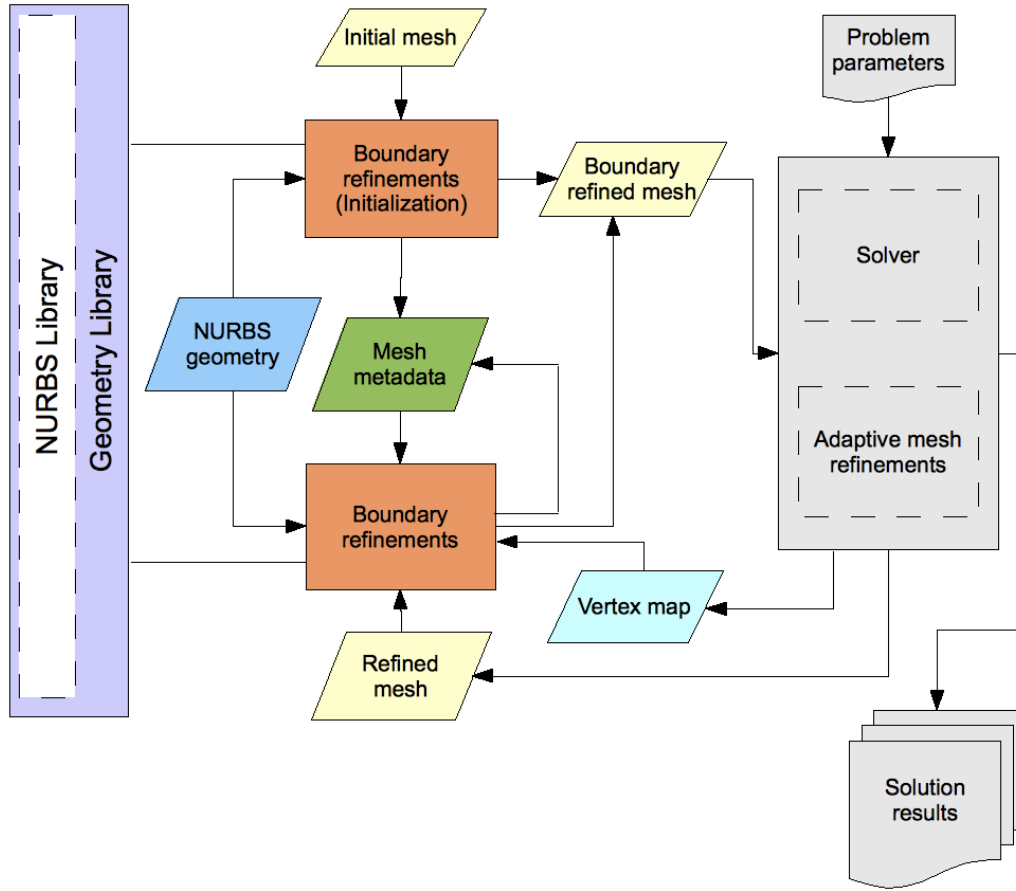 NURBS Library
Geometry Library
Initial mesh
Problem
parameters
Boundary
refinements
(Initialization)
Boundary
refined mesh
Solver
NURBS
geometry
Mesh
metadata
Adaptive mesh
refinements
Boundary
refinements
Vertex map
Refined
mesh
Solution
results